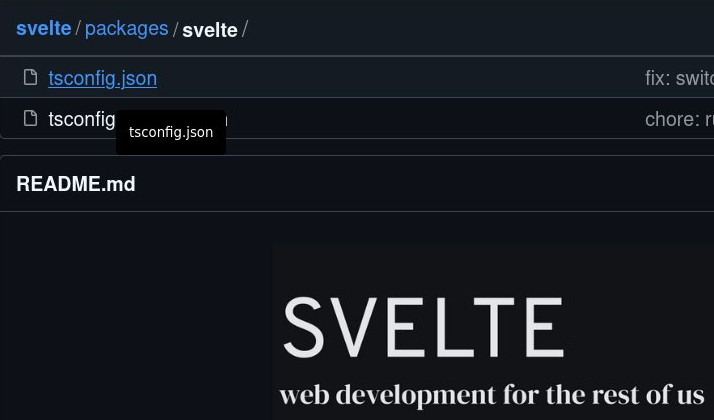 svelte / packages / svelte /
tsconfig.json
fix: switc
tsconfig
chore: ru
tsconfig.json
README.md
SVELTE
web development for the rest of us